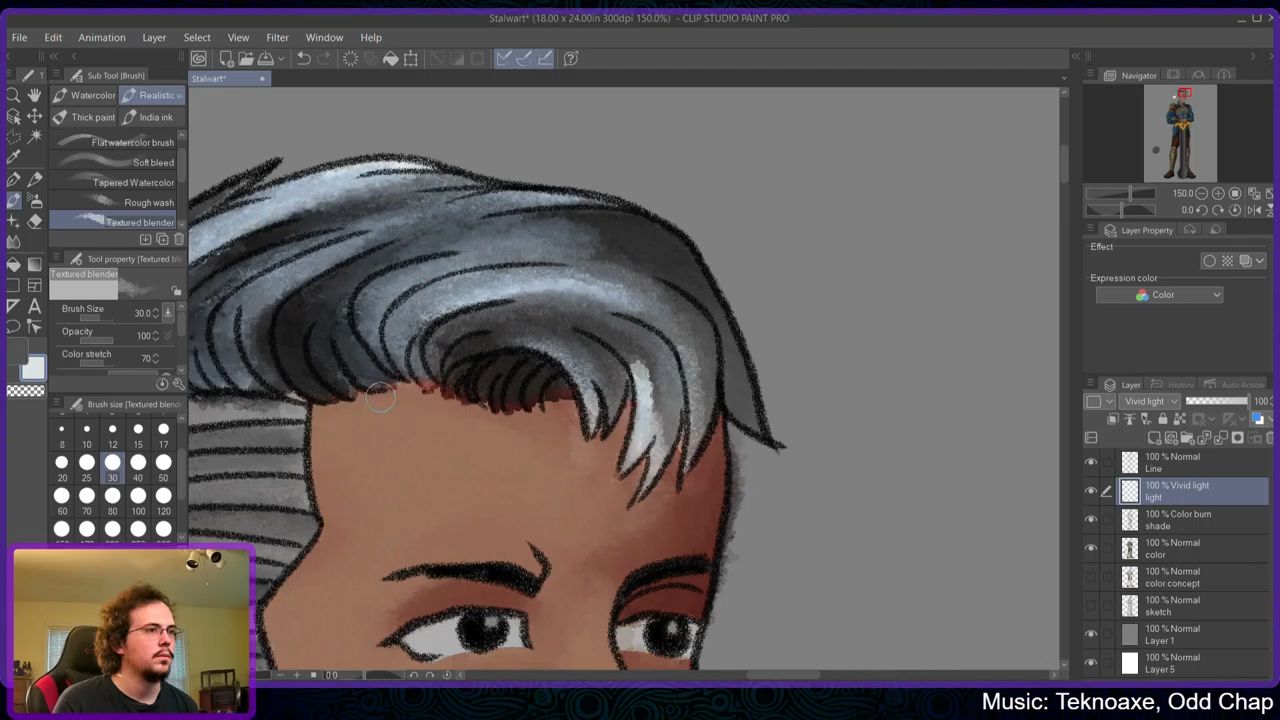 Stalwart* (18.00 x 24.00in 300dpi 150.0%) - CLIP STUDIO PAINT PRO
File Edit Window Layer Select View Filter Window Help
Sub Tool [Brush]
Stalwart*
Navigator
Watercolor
Realistic w
Thick paint
India ink
Flat watercolor brush
Soft bleed
Tapered Watercolor
Rough wash
Textured blender
150.0
0.0
Layer Property
Effect
Expression color
Color
Tool property [Textured blen
Textured blender
Brush Size 30.0
Opacity 100
Color stretch 70
Brush size [Textured blend
8 10 12 15 17
20 25 30 40 50
60 70 80 100 120
Layer
History
Auto Action
Vivid light 100
100 % Normal
Line
100 % Vivid light
light
100 % Color burn
shade
100 % Normal
color
100 % Normal
color concept
100 % Normal
sketch
100 % Normal
Layer 1
100 % Normal
Layer 5
0.0
Music: Teknoaxe, Odd Chap